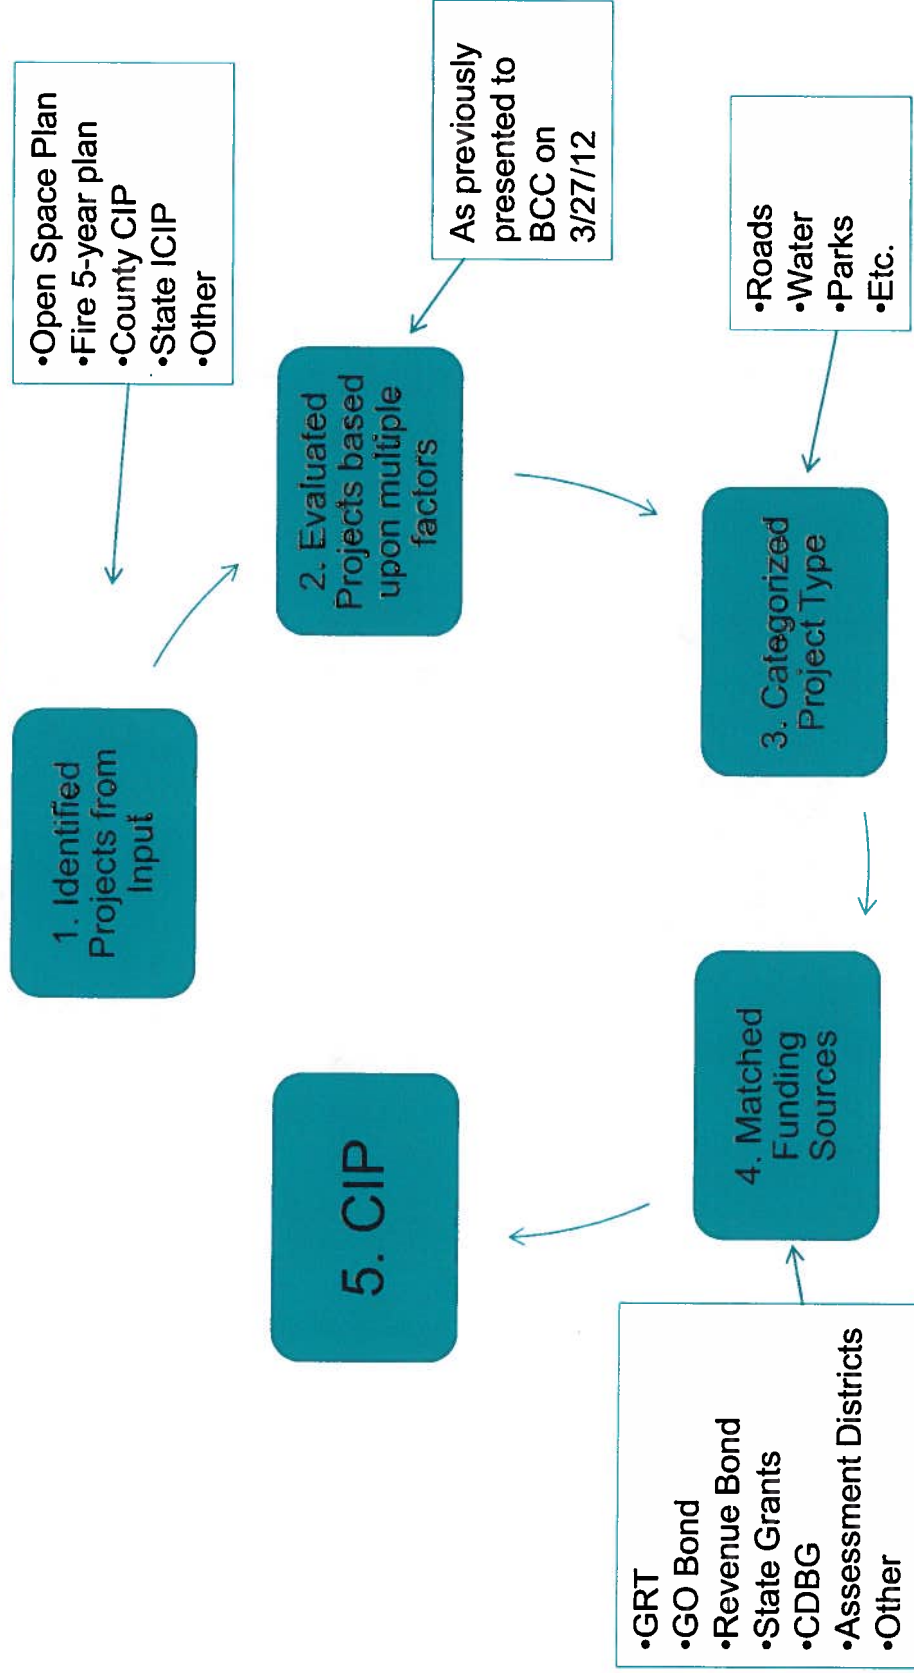 1. Identified
Projects from
Input
•Open Space Plan
•Fire 5-year plan
•County CIP
•State ICIP
•Other
2. Evaluated
Projects based
upon multiple
factors
As previously
presented to
BCC on
3/27/12
3. Categorized
Project Type
•Roads
•Water
•Parks
•Etc.
4. Matched
Funding
Sources
•GRT
•GO Bond
•Revenue Bond
•State Grants
•CDBG
•Assessment Districts
•Other
5. CIP